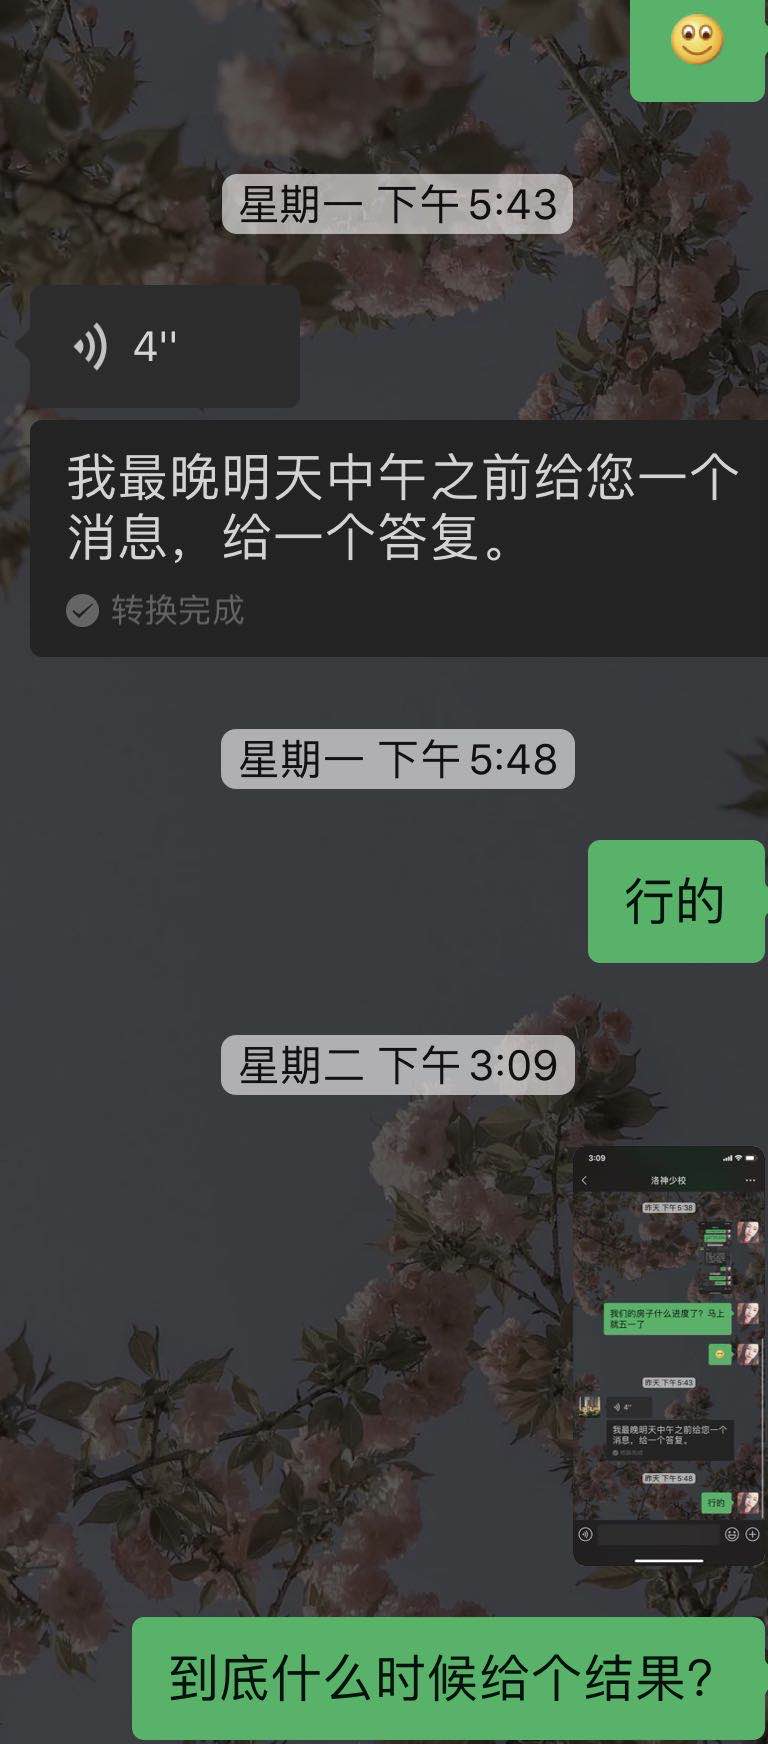 星期一 下午 5:43
4''
我最晚明天中午之前给您一个
消息，给一个答复。
转换完成
星期一 下午 5:48
行的
星期二 下午 3:09
3:09
洛神少校
昨天 下午 5:38
我们的房子什么进度了？马上
就五一了
昨天 下午 5:43
4''
我最晚明天中午之前给您一个
消息，给一个答复。
转换完成
昨天 下午 5:48
行的
到底什么时候给个结果？